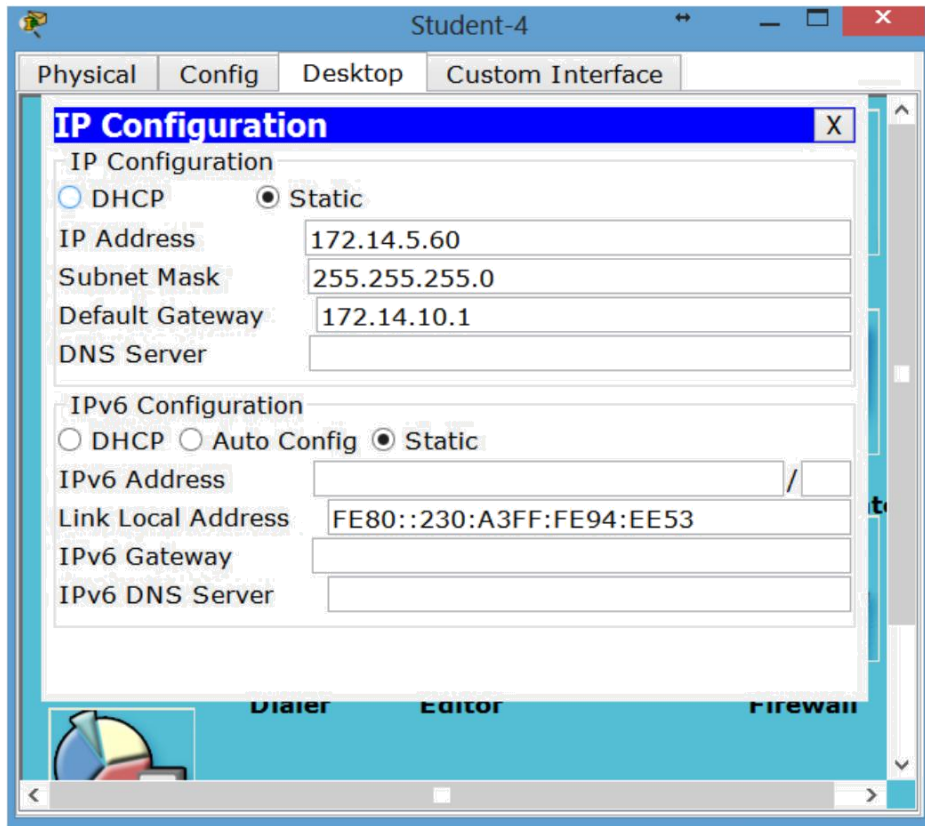 Student-4
Physical Config Desktop Custom Interface
IP Configuration X
IP Configuration
DHCP Static
IP Address 172.14.5.60
Subnet Mask 255.255.255.0
Default Gateway 172.14.10.1
DNS Server
IPv6 Configuration
DHCP Auto Config Static
IPv6 Address /
Link Local Address FE80::230:A3FF:FE94:EE53
IPv6 Gateway
IPv6 DNS Server
Dialer Editor Firewall